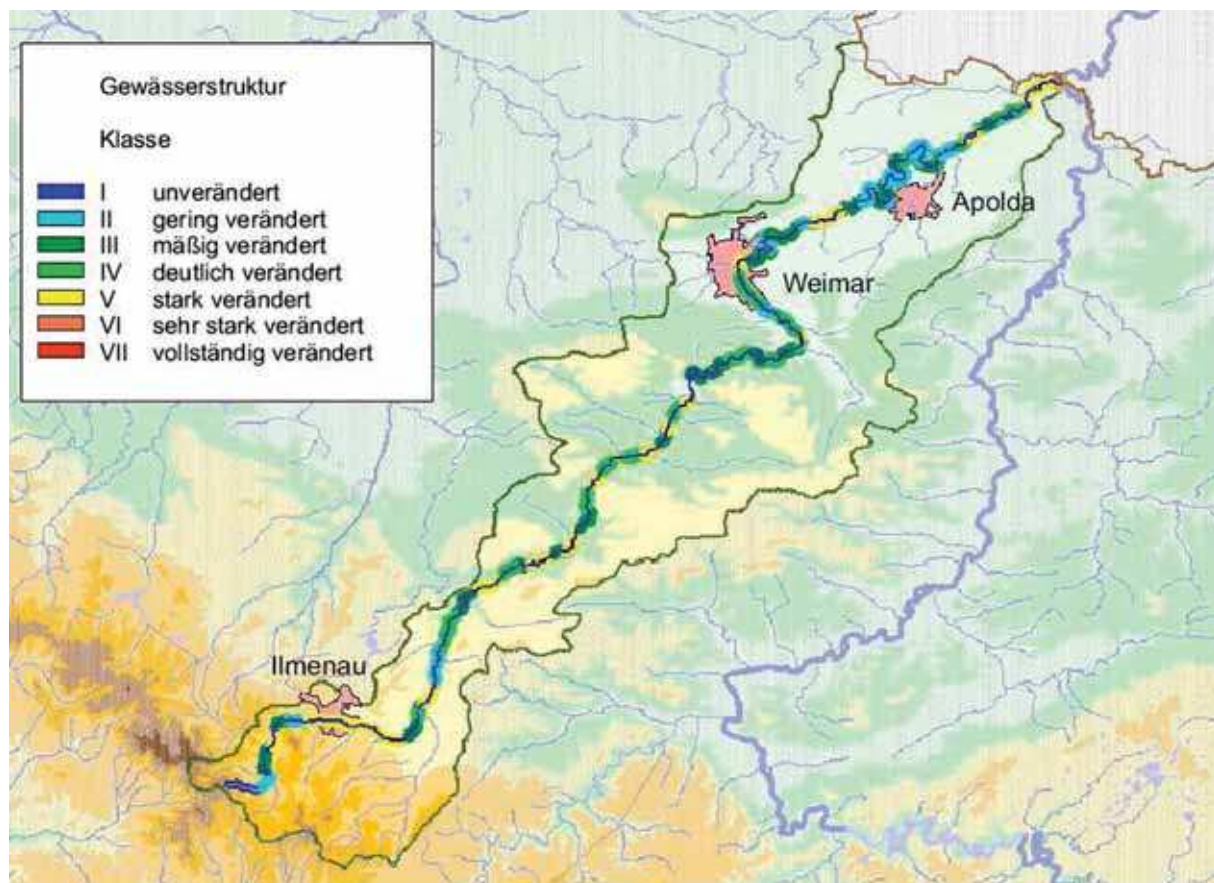 Gewässerstruktur
Klasse
I unverändert
II gering verändert
III mäßig verändert
IV deutlich verändert
V stark verändert
VI sehr stark verändert
VII vollständig verändert
Apolda
Weimar
Ilmenau